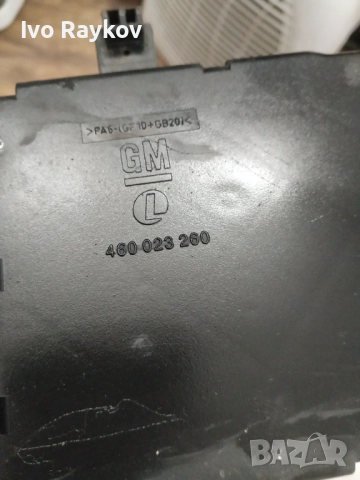 Ivo Raykov
>PA6-(GF10+GB20)<
GM
L
460 023 260
BAZAR